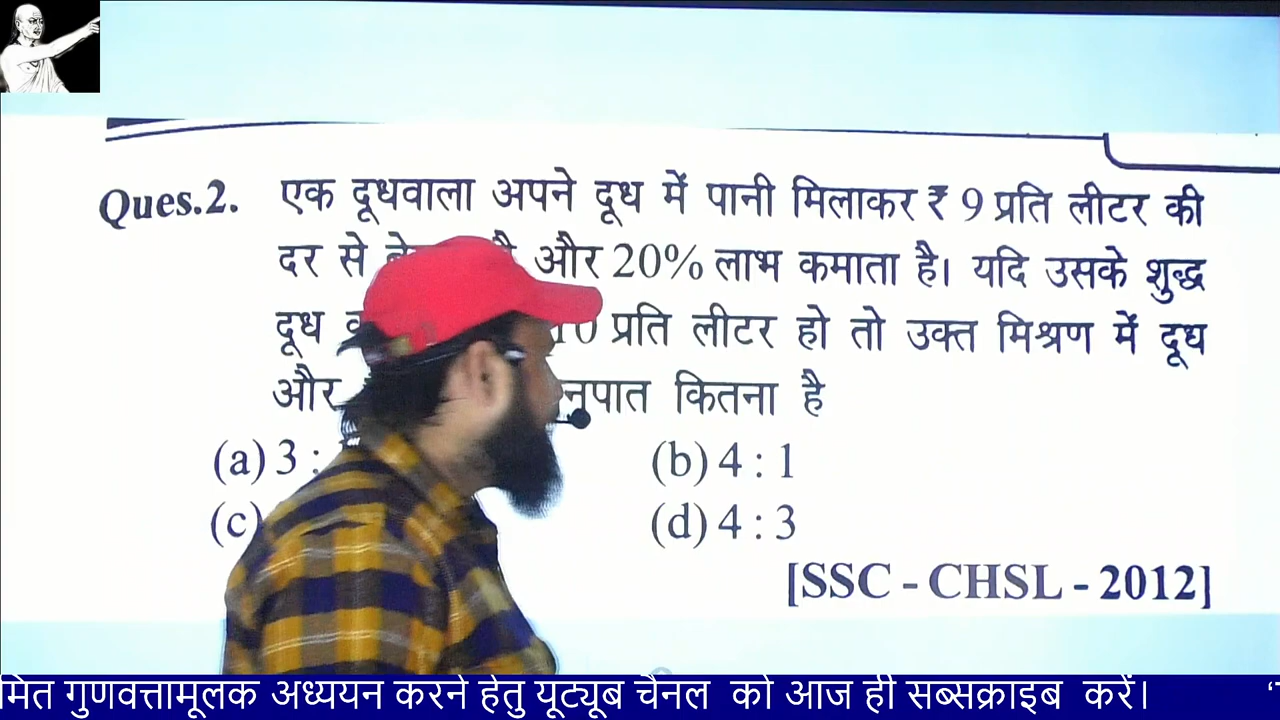 Ques.2. एक दूधवाला अपने दूध में पानी मिलाकर ₹ 9 प्रति लीटर की
दर से और 20% लाभ कमाता है। यदि उसके शुद्ध
दूध 10 प्रति लीटर हो तो उक्त मिश्रण में दूध
और नुपात कितना है
(a) 3 :
(b) 4 : 1
(c)
(d) 4 : 3
[SSC - CHSL - 2012]
मित गुणवत्तामूलक अध्ययन करने हेतु यूट्यूब चैनल को आज ही सब्सक्राइब करें।